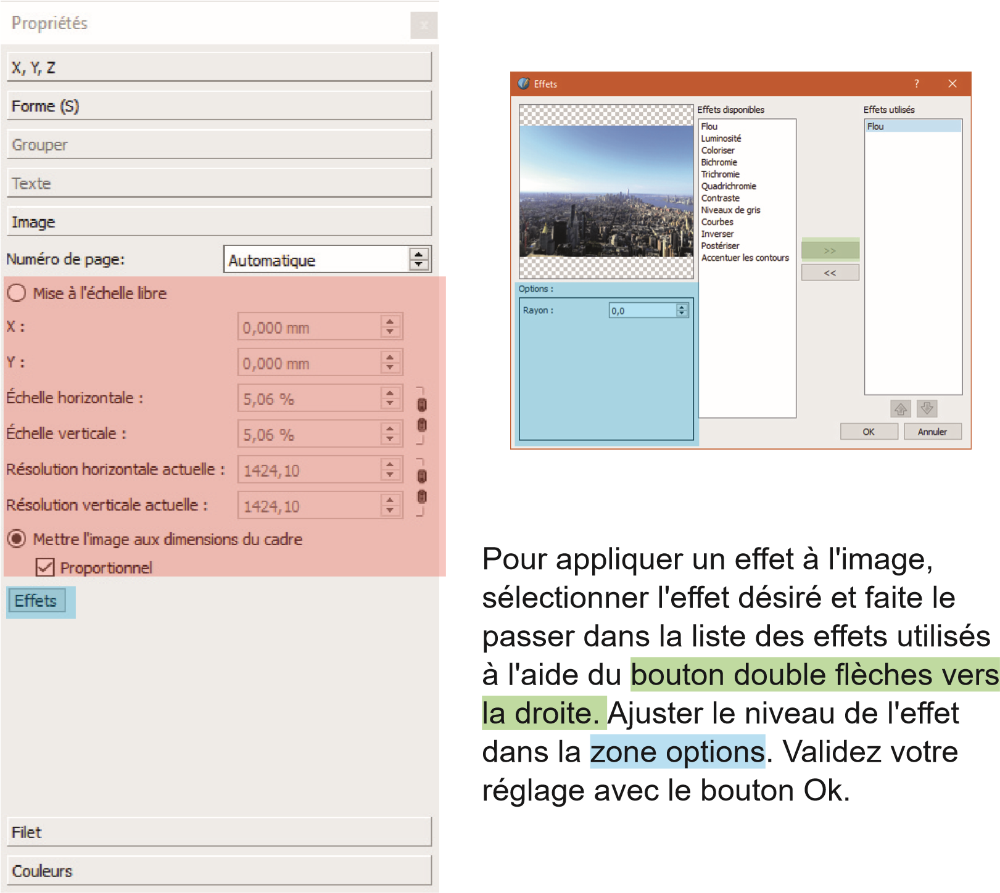 Propriétés
x
X, Y, Z
Forme (S)
Grouper
Texte
Image
Numéro de page: Automatique
Mise à l'échelle libre
X : 0,000 mm
Y : 0,000 mm
Échelle horizontale : 5,06 %
Échelle verticale : 5,06 %
Résolution horizontale actuelle : 1424,10
Résolution verticale actuelle : 1424,10
Mettre l'image aux dimensions du cadre
Proportionnel
Effets
Filet
Couleurs
Effets ?
Effets disponibles
Flou
Luminosité
Coloriser
Bichromie
Trichromie
Quadrichromie
Contraste
Niveaux de gris
Courbes
Inverser
Postériser
Accentuer les contours
>>
<<
Effets utilisés
Flou
Options :
Rayon : 0,0
OK Annuler
Pour appliquer un effet à l'image,
sélectionner l'effet désiré et faite le
passer dans la liste des effets utilisés
à l'aide du bouton double flèches vers
la droite. Ajuster le niveau de l'effet
dans la zone options. Validez votre
réglage avec le bouton Ok.